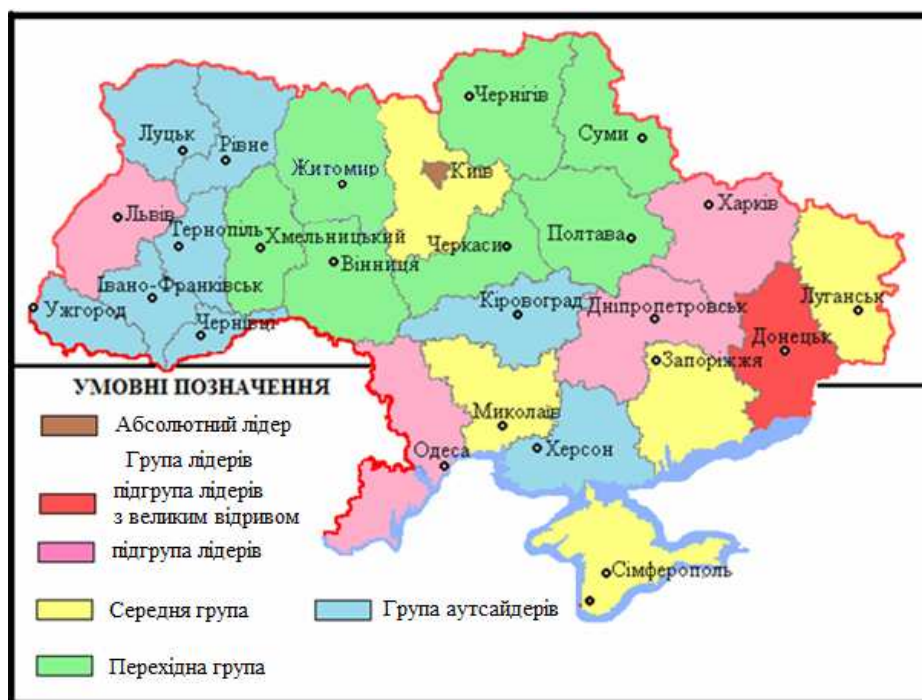 Чернігів
Суми
Луцьк
Рівне
Житомир
Київ
Львів
Харків
Тернопіль
Хмельницький
Черкаси
Полтава
Вінниця
Івано-Франківськ
Ужгород
Чернівці
Кіровоград
Дніпропетровськ
Луганськ
Донецьк
Запоріжжя
Миколаїв
Херсон
Одеса
Сімферополь
УМОВНІ ПОЗНАЧЕННЯ
Абсолютний лідер
Група лідерів
підгрупа лідерів
з великим відривом
підгрупа лідерів
Середня група
Група аутсайдерів
Перехідна група